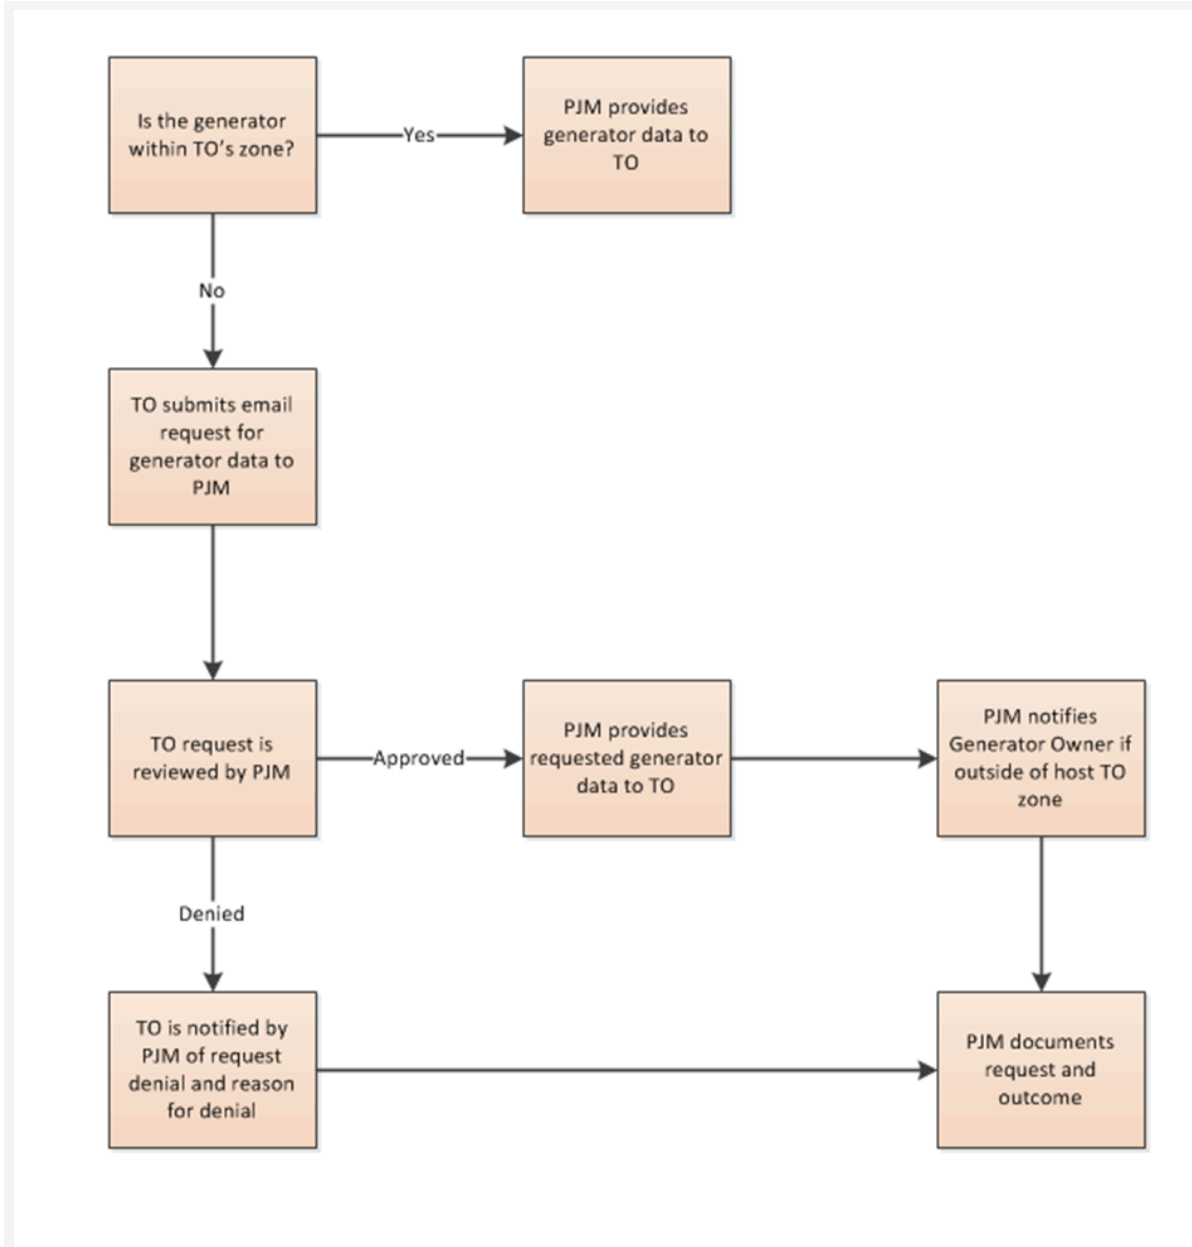 Is the generator
within TO’s zone?
Yes
PJM provides
generator data to
TO
No
TO submits email
request for
generator data to
PJM
TO request is
reviewed by PJM
Approved
PJM provides
requested generator
data to TO
PJM notifies
Generator Owner if
outside of host TO
zone
Denied
TO is notified by
PJM of request
denial and reason
for denial
PJM documents
request and
outcome